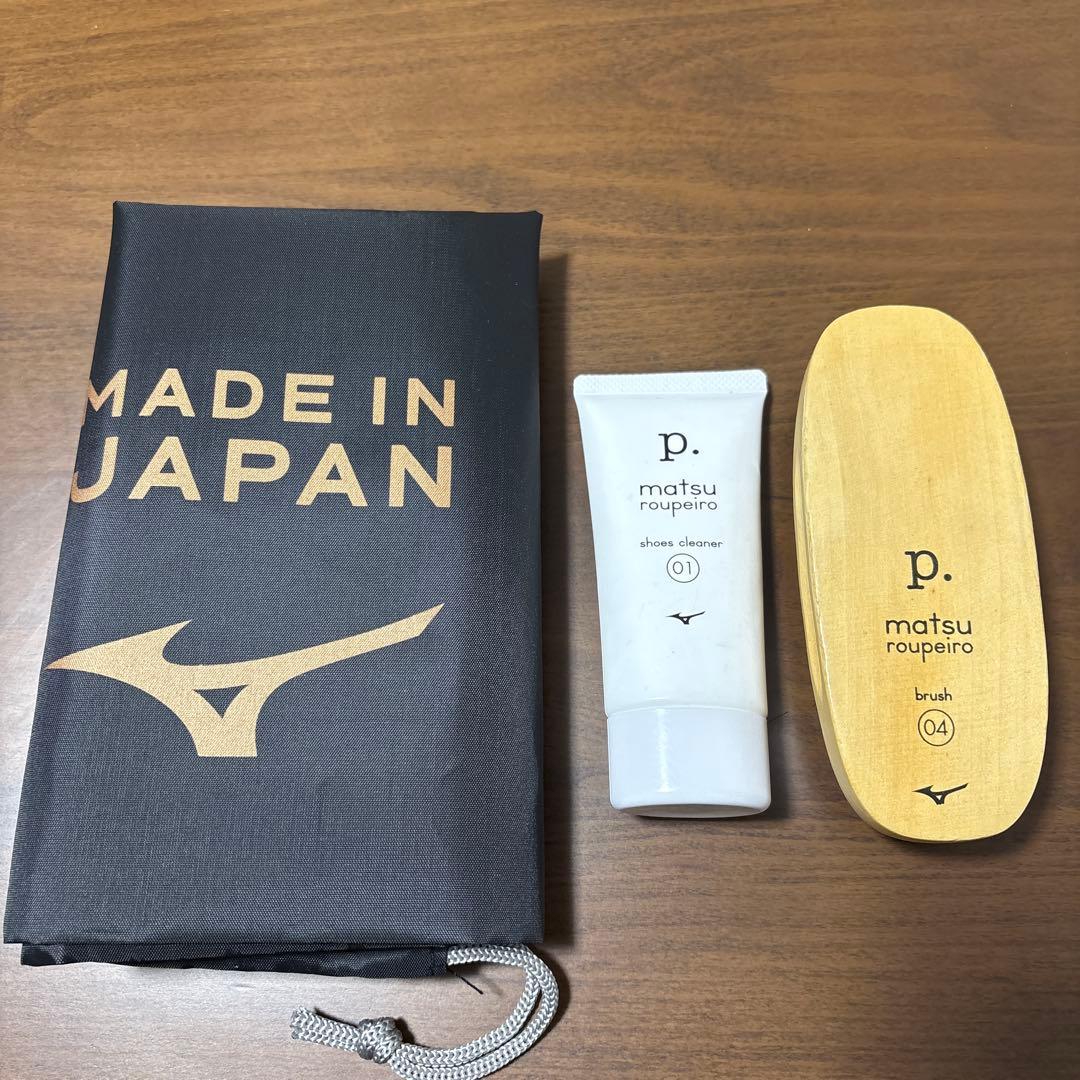 MADE IN
JAPAN
p.
matsu
roupeiro
shoes cleaner
01
p.
matsu
roupeiro
brush
04